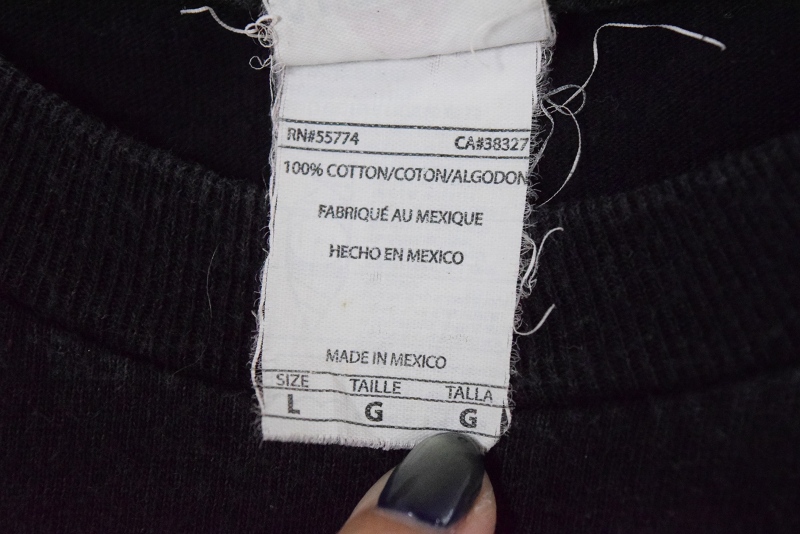 RN#55774 CA#38327
100% COTTON/COTON/ALGODON
FABRIQUÉ AU MEXIQUE
HECHO EN MEXICO
MADE IN MEXICO
SIZE TAILLE TALLA
L G G